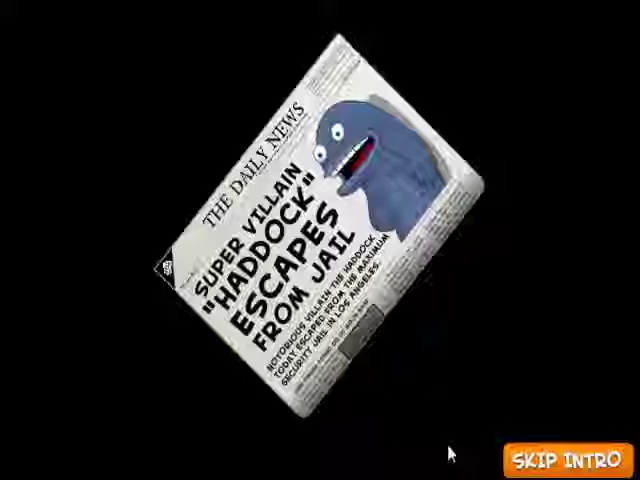 THE DAILY NEWS
SUPER VILLAIN
"HADDOCK"
ESCAPES
FROM JAIL
NOTORIOUS VILLAIN THE HADDOCK
TODAY ESCAPED FROM THE MAXIMUM
SECURITY JAIL IN LOS ANGELES.
SKIP INTRO